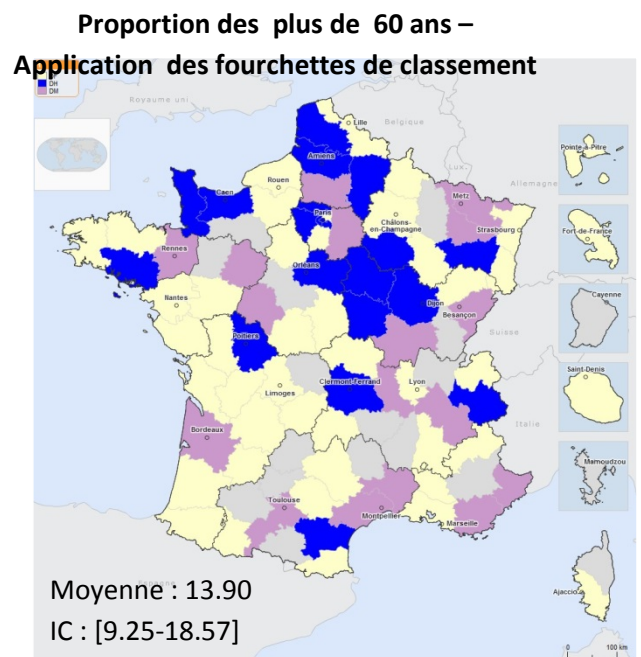 Proportion des plus de 60 ans –
Application des fourchettes de classement
DH
DM
Royaume uni
Belgique
Lille
Amiens
Lux.
Allemagne
Pointe-à-Pitre
Rouen
Caen
Metz
Paris
Châlons-
en-Champagne
Strasbourg
Fort-de-France
Rennes
Orléans
Cayenne
Nantes
Dijon
Besançon
Suisse
Poitiers
Saint-Denis
Clermont-Ferrand
Lyon
Limoges
Italie
Bordeaux
Mamoudzou
Toulouse
Montpellier
Marseille
Moyenne : 13.90
IC : [9.25-18.57]
Ajaccio
0 100 km